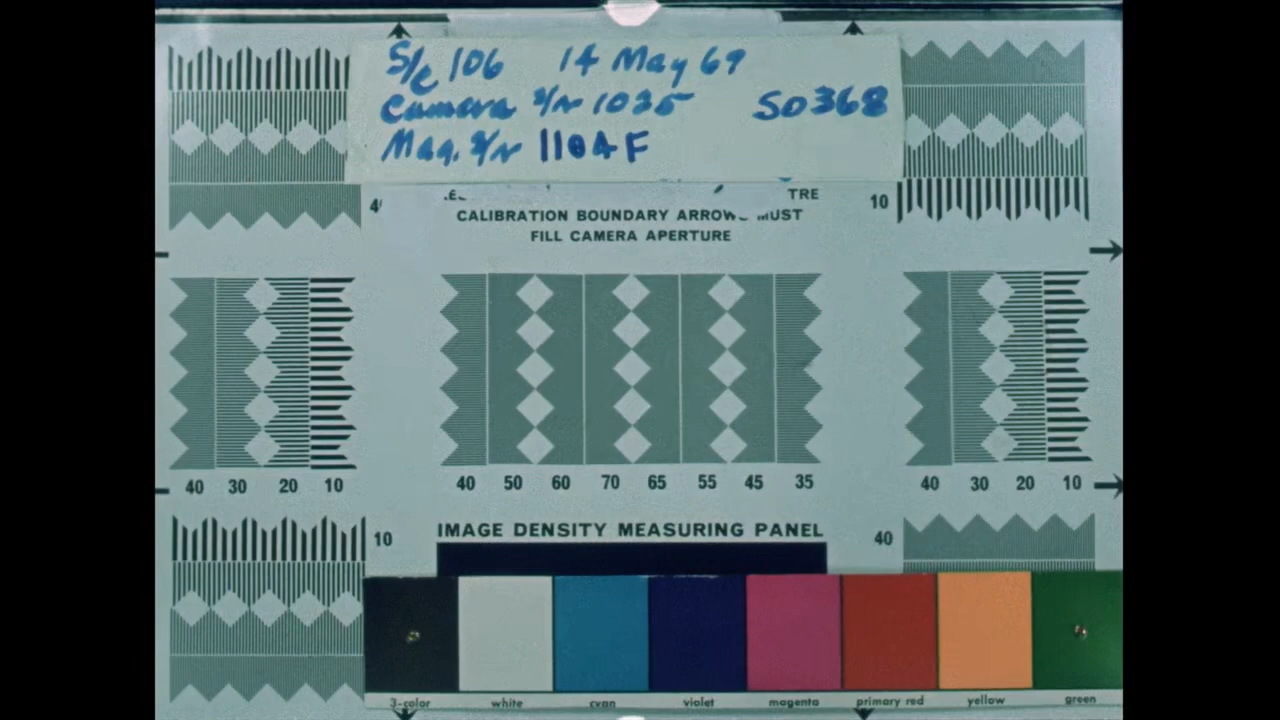 S/C 106 14 May 69
Camera S/N 1035 SO368
Mag. S/N 1104F
TRE
10
CALIBRATION BOUNDARY ARROWS MUST
FILL CAMERA APERTURE
40 30 20 10
40 50 60 70 65 55 45 35
40 30 20 10
IMAGE DENSITY MEASURING PANEL
10
40
3-color white cyan violet magenta primary red yellow green